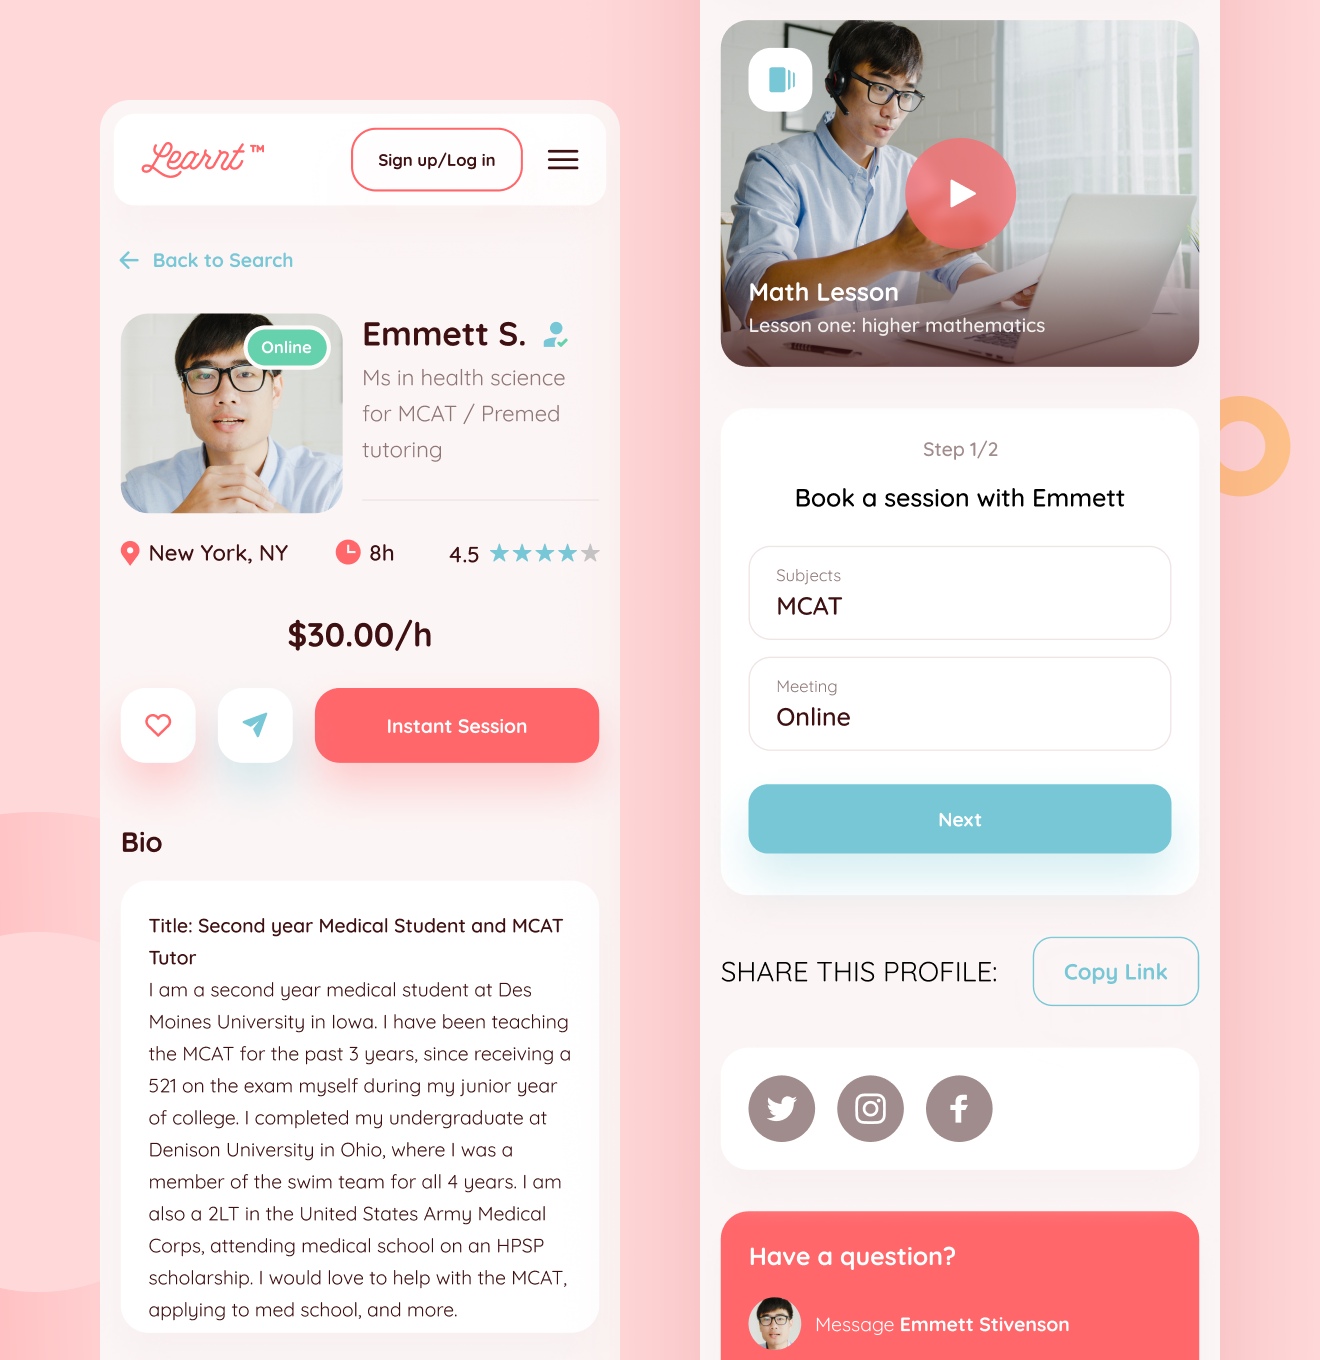 Learnt ™
Sign up/Log in
Back to Search
Online
Emmett S.
Ms in health science
for MCAT / Premed
tutoring
New York, NY
8h
4.5
$30.00/h
Instant Session
Bio
Title: Second year Medical Student and MCAT
Tutor
I am a second year medical student at Des
Moines University in Iowa. I have been teaching
the MCAT for the past 3 years, since receiving a
521 on the exam myself during my junior year
of college. I completed my undergraduate at
Denison University in Ohio, where I was a
member of the swim team for all 4 years. I am
also a 2LT in the United States Army Medical
Corps, attending medical school on an HPSP
scholarship. I would love to help with the MCAT,
applying to med school, and more.
Math Lesson
Lesson one: higher mathematics
Step 1/2
Book a session with Emmett
Subjects
MCAT
Meeting
Online
Next
SHARE THIS PROFILE:
Copy Link
Have a question?
Message Emmett Stivenson